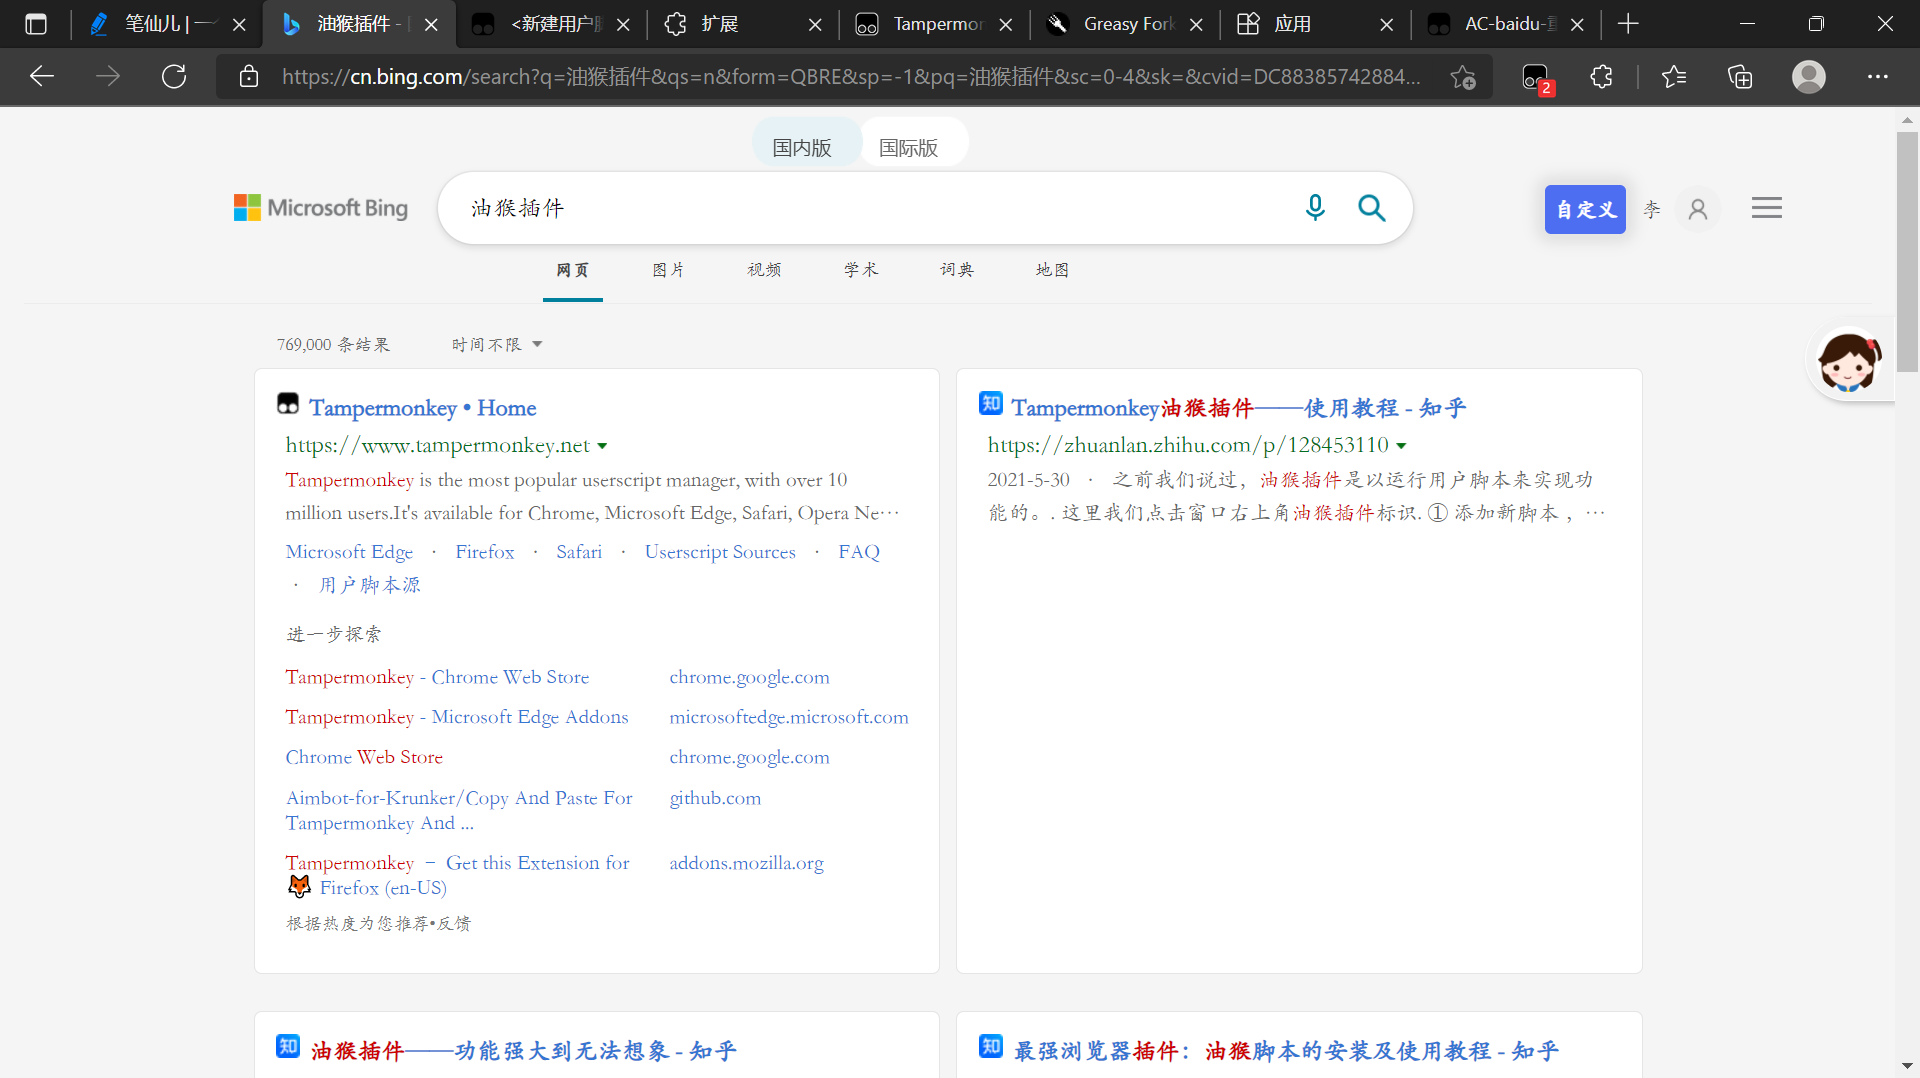 笔仙儿 | 一
油猴插件 - [
<新建用户脚
扩展
Tampermon
Greasy Fork
应用
AC-baidu-重
https://cn.bing.com/search?q=油猴插件&qs=n&form=QBRE&sp=-1&pq=油猴插件&sc=0-4&sk=&cvid=DC88385742884...
2
国内版
国际版
Microsoft Bing
油猴插件
自定义
李
网页
图片
视频
学术
词典
地图
769,000 条结果
时间不限
Tampermonkey • Home
https://www.tampermonkey.net
Tampermonkey is the most popular userscript manager, with over 10
million users.It's available for Chrome, Microsoft Edge, Safari, Opera Ne…
Microsoft Edge · Firefox · Safari · Userscript Sources · FAQ
· 用户脚本源
进一步探索
Tampermonkey - Chrome Web Store
chrome.google.com
Tampermonkey - Microsoft Edge Addons
microsoftedge.microsoft.com
Chrome Web Store
chrome.google.com
Aimbot-for-Krunker/Copy And Paste For
Tampermonkey And ...
github.com
Tampermonkey – Get this Extension for
Firefox (en-US)
addons.mozilla.org
根据热度为您推荐•反馈
知
Tampermonkey油猴插件——使用教程 - 知乎
https://zhuanlan.zhihu.com/p/128453110
2021-5-30 · 之前我们说过，油猴插件是以运行用户脚本来实现功
能的。. 这里我们点击窗口右上角油猴插件标识. ① 添加新脚本 ，…
知
油猴插件——功能强大到无法想象 - 知乎
知
最强浏览器插件：油猴脚本的安装及使用教程 - 知乎